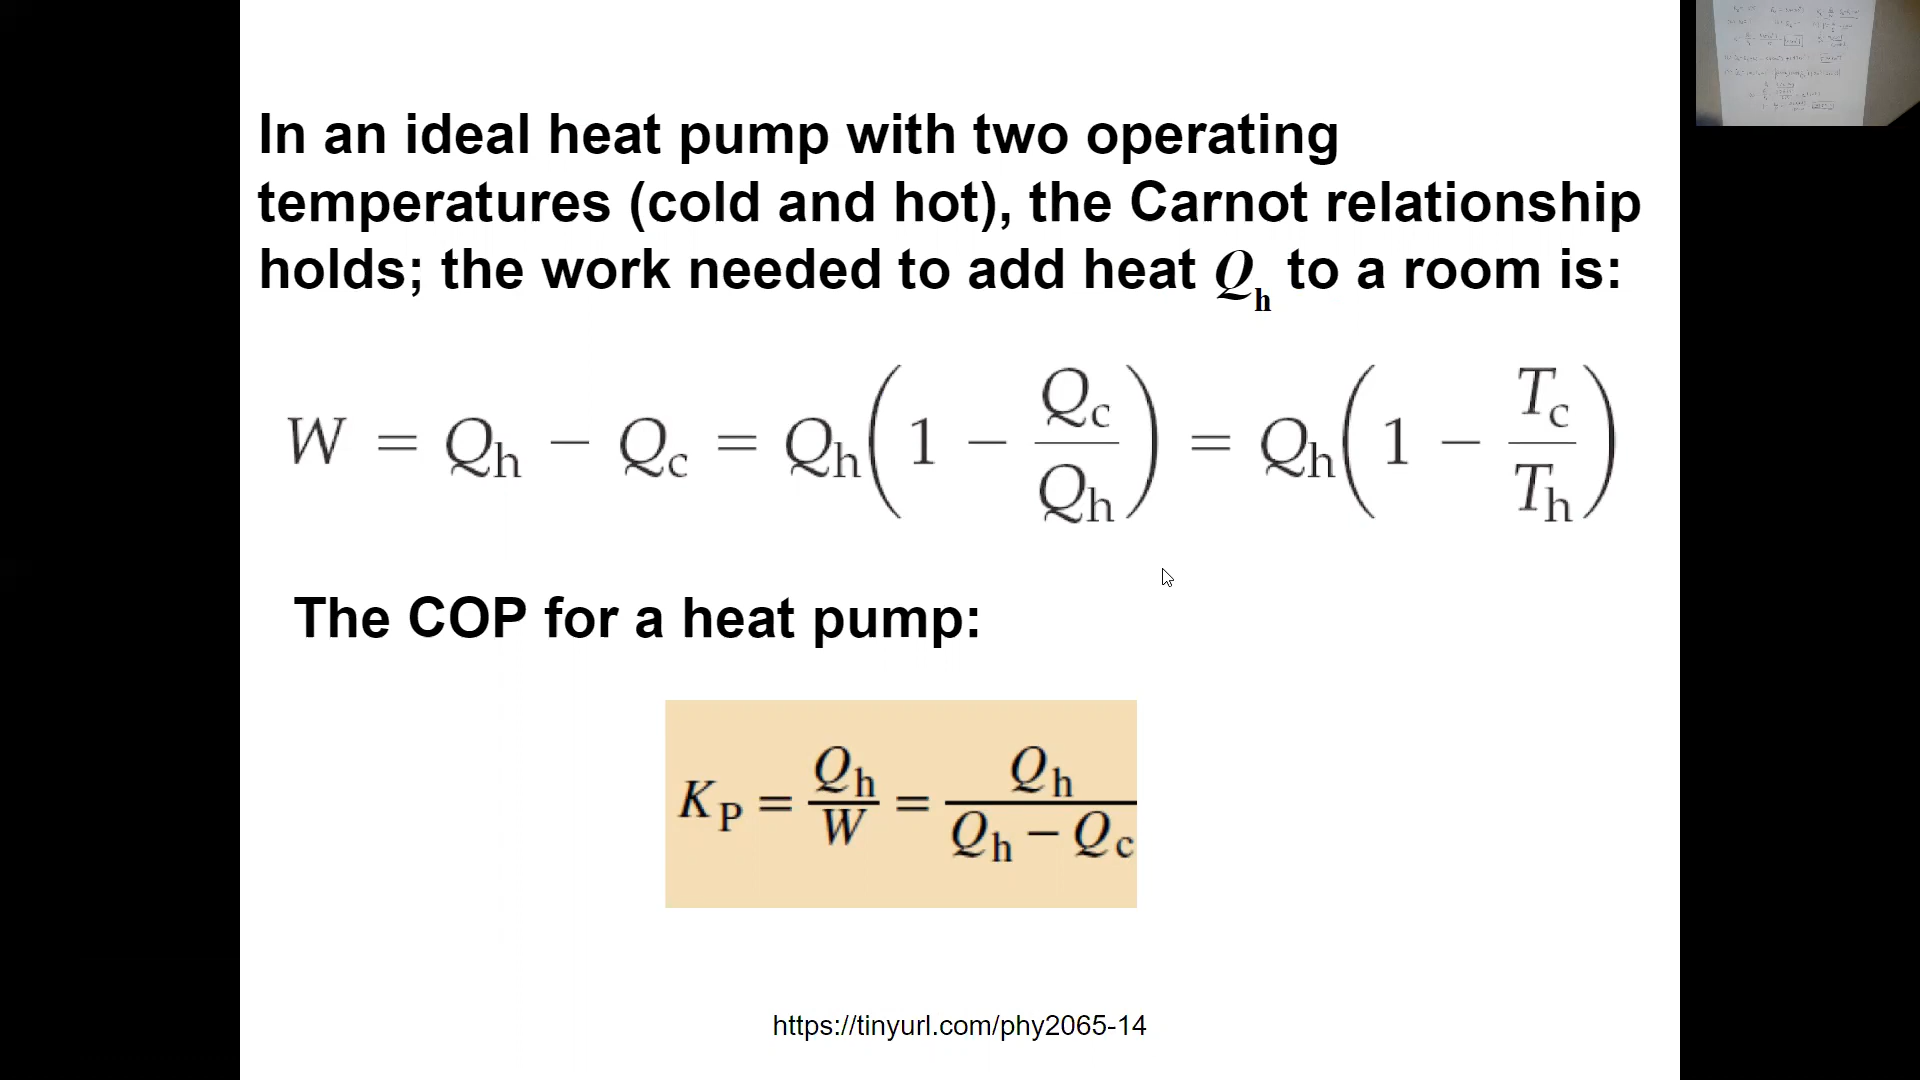 In an ideal heat pump with two operating
temperatures (cold and hot), the Carnot relationship
holds; the work needed to add heat Qh to a room is:
W = Qh − Qc = Qh(1 − Qc/Qh) = Qh(1 − Tc/Th)
The COP for a heat pump:
KP = Qh/W = Qh/(Qh − Qc)
https://tinyurl.com/phy2065-14